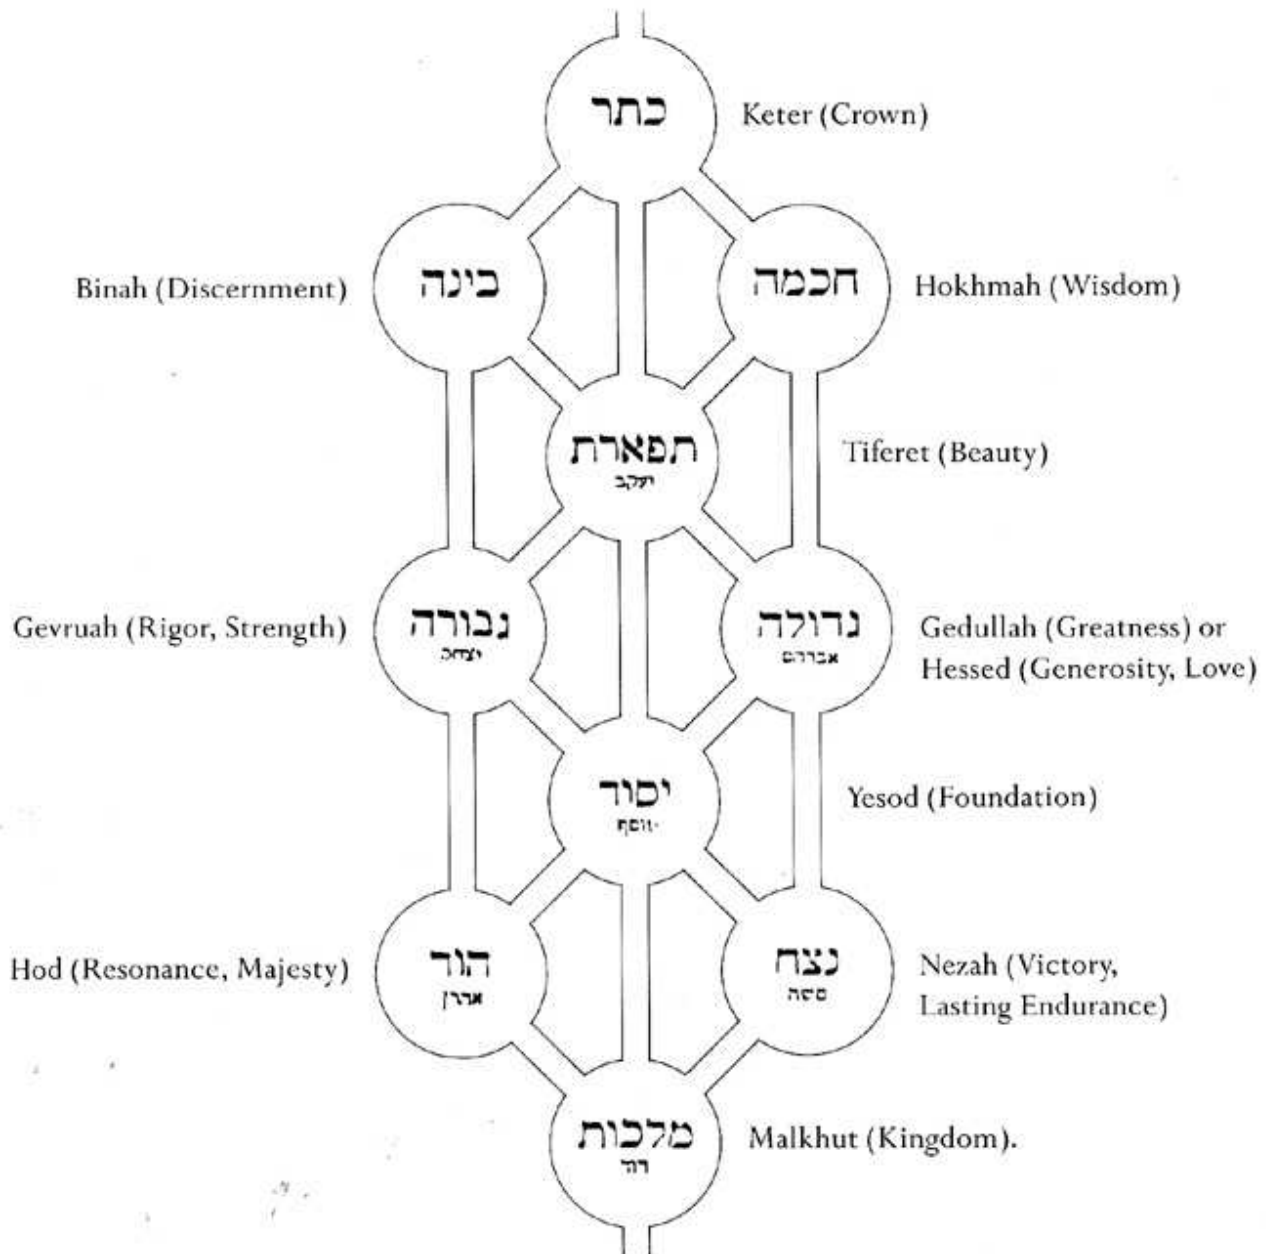 כתר
Keter (Crown)
Binah (Discernment)
בינה
חכמה
Hokhmah (Wisdom)
תפארת
יעקב
Tiferet (Beauty)
Gevruah (Rigor, Strength)
גבורה
יצחק
גדולה
אברהם
Gedullah (Greatness) or
Hessed (Generosity, Love)
יסוד
יוסף
Yesod (Foundation)
Hod (Resonance, Majesty)
הוד
אהרן
נצח
משה
Nezah (Victory,
Lasting Endurance)
מלכות
דוד
Malkhut (Kingdom).